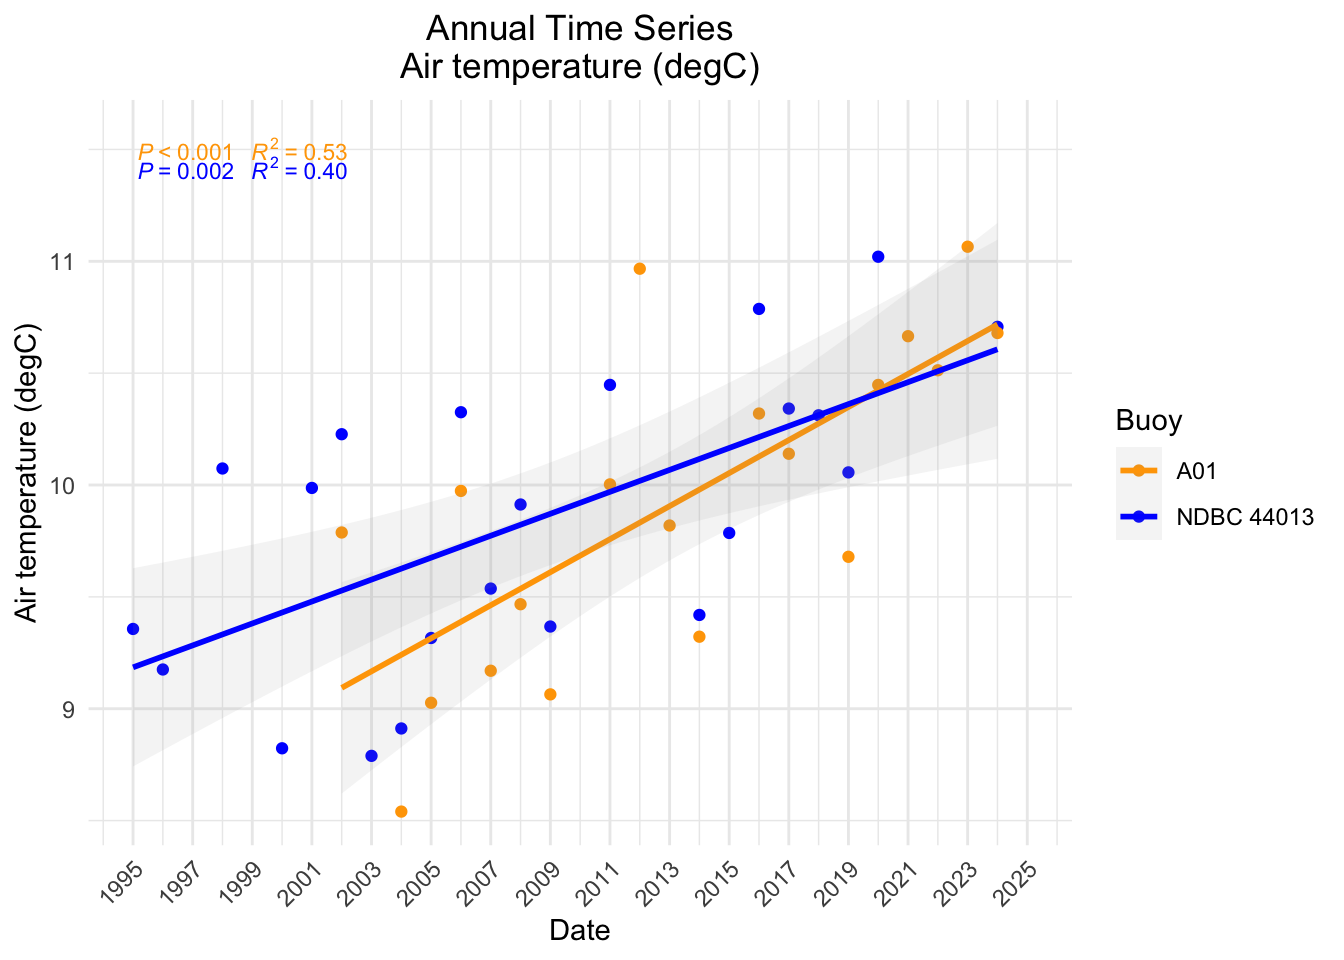 Annual Time Series
Air temperature (degC)
P < 0.001 R² = 0.53
P = 0.002 R² = 0.40
11
10
9
Air temperature (degC)
1995 1997 1999 2001 2003 2005 2007 2009 2011 2013 2015 2017 2019 2021 2023 2025
Date
Buoy
A01
NDBC 44013